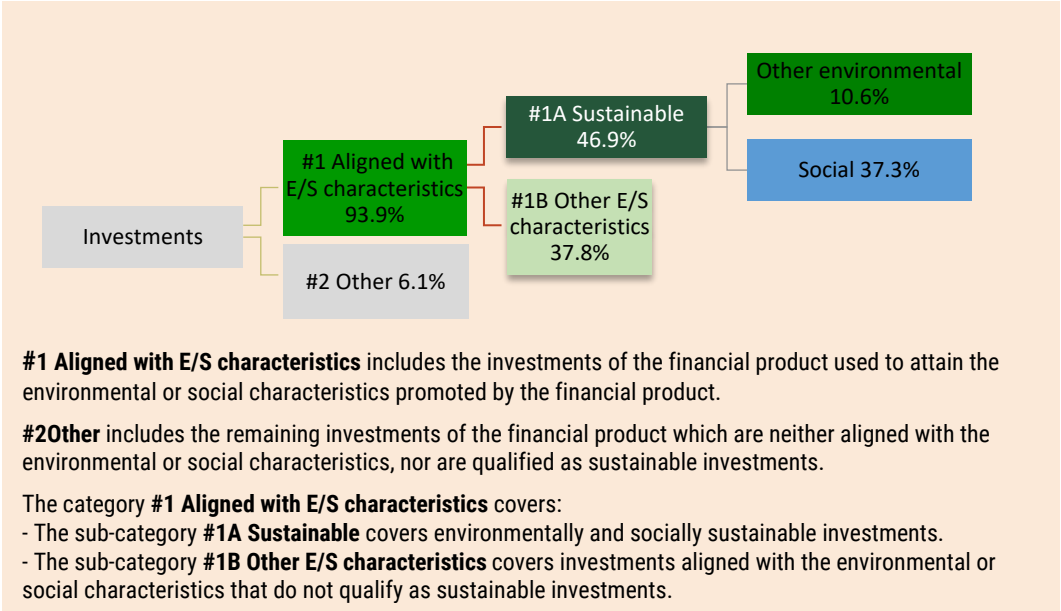 Investments
#1 Aligned with
E/S characteristics
93.9%
#2 Other 6.1%
#1A Sustainable
46.9%
#1B Other E/S
characteristics
37.8%
Other environmental
10.6%
Social 37.3%
#1 Aligned with E/S characteristics includes the investments of the financial product used to attain the
environmental or social characteristics promoted by the financial product.
#2Other includes the remaining investments of the financial product which are neither aligned with the
environmental or social characteristics, nor are qualified as sustainable investments.
The category #1 Aligned with E/S characteristics covers:
- The sub-category #1A Sustainable covers environmentally and socially sustainable investments.
- The sub-category #1B Other E/S characteristics covers investments aligned with the environmental or
social characteristics that do not qualify as sustainable investments.